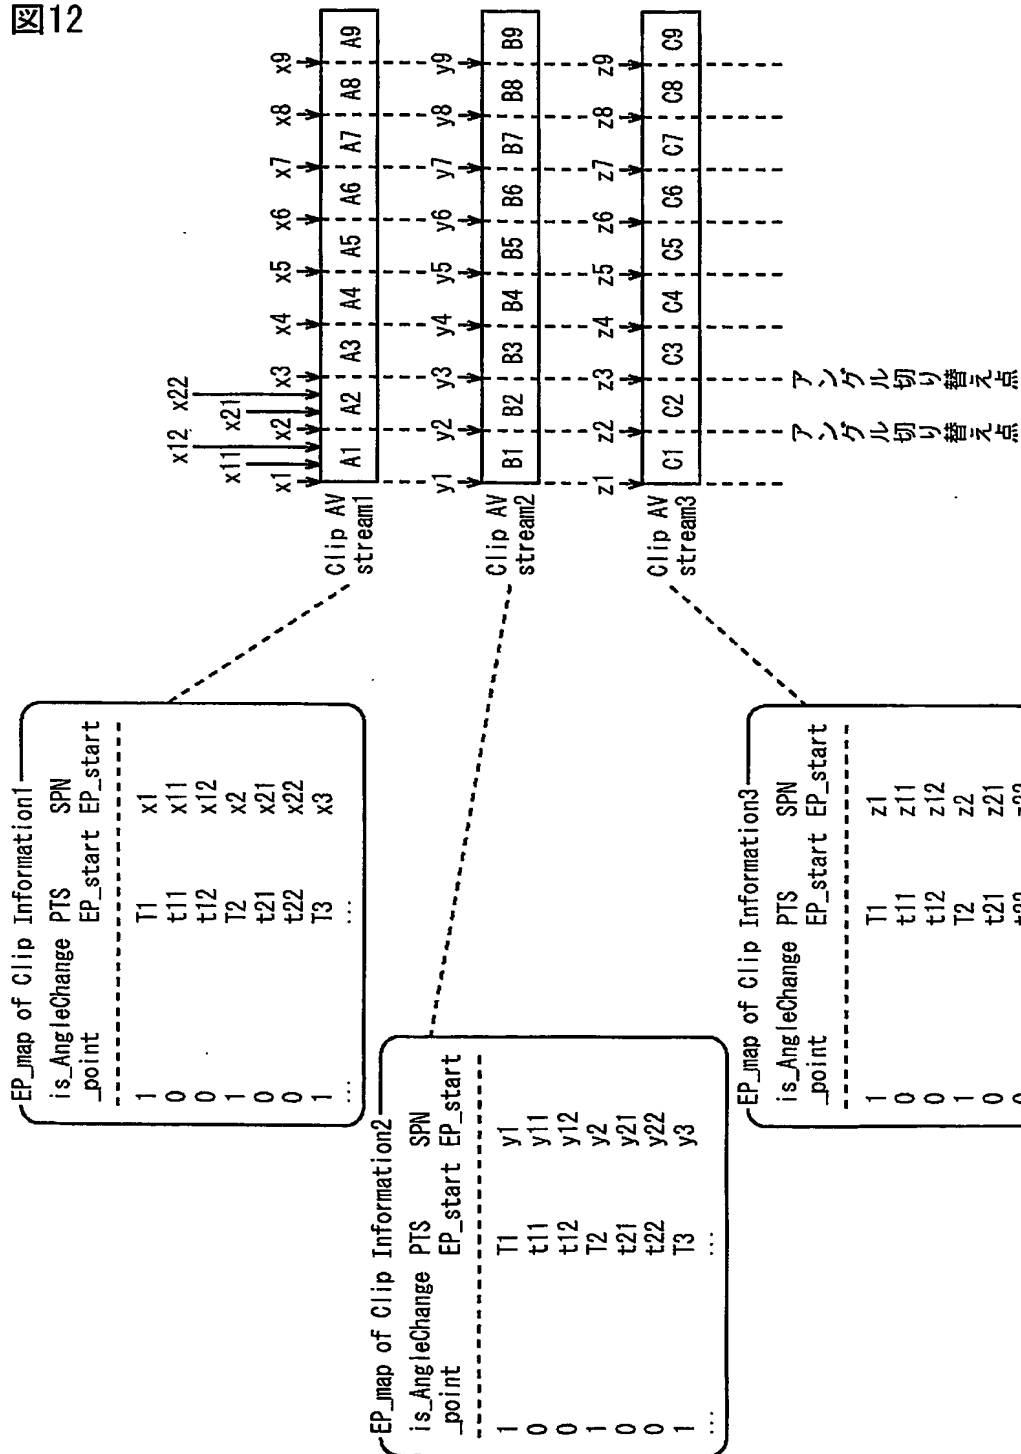 図12
EP_map of Clip Information1
is_AngleChange PTS SPN
_point EP_start EP_start
1 T1 x1
0 t11 x11
0 t12 x12
1 T2 x2
0 t21 x21
0 t22 x22
1 T3 x3
... ...
EP_map of Clip Information2
is_AngleChange PTS SPN
_point EP_start EP_start
1 T1 y1
0 t11 y11
0 t12 y12
1 T2 y2
0 t21 y21
0 t22 y22
1 T3 y3
... ...
EP_map of Clip Information3
is_AngleChange PTS SPN
_point EP_start EP_start
1 T1 z1
0 t11 z11
0 t12 z12
1 T2 z2
0 t21 z21
x12 x22
x11 x21
x1 x2 x3 x4 x5 x6 x7 x8 x9
Clip AV
stream1
A1 A2 A3 A4 A5 A6 A7 A8 A9
y1 y2 y3 y4 y5 y6 y7 y8 y9
Clip AV
stream2
B1 B2 B3 B4 B5 B6 B7 B8 B9
z1 z2 z3 z4 z5 z6 z7 z8 z9
Clip AV
stream3
C1 C2 C3 C4 C5 C6 C7 C8 C9
アングル切り替え点
アングル切り替え点